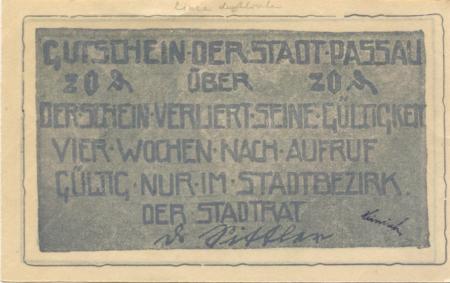 GUTSCHEIN·DER·STADT·PASSAU
20 ₰ ÜBER 20 ₰
DER·SCHEIN·VERLIERT·SEINE·GÜLTIGKEIT
VIER·WOCHEN·NACH·AUFRUF
GÜLTIG·NUR·IM·STADTBEZIRK.
DER STADTRAT